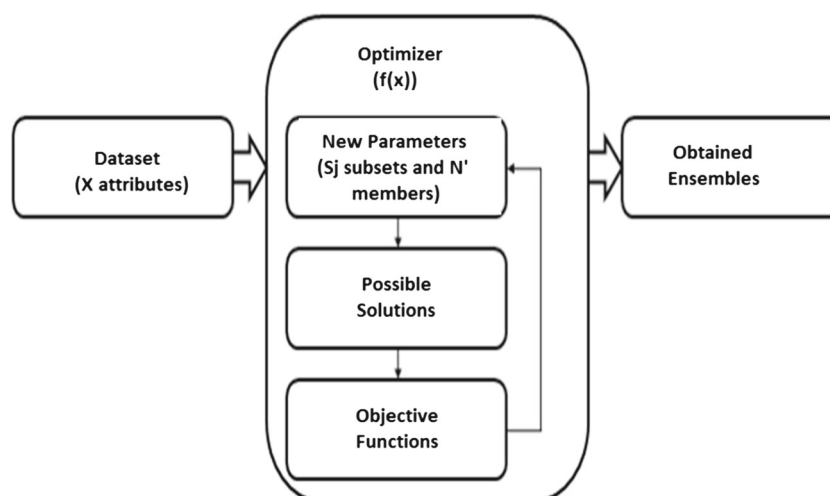 Dataset
(X attributes)
Optimizer
(f(x))
New Parameters
(Sj subsets and N'
members)
Possible
Solutions
Objective
Functions
Obtained
Ensembles